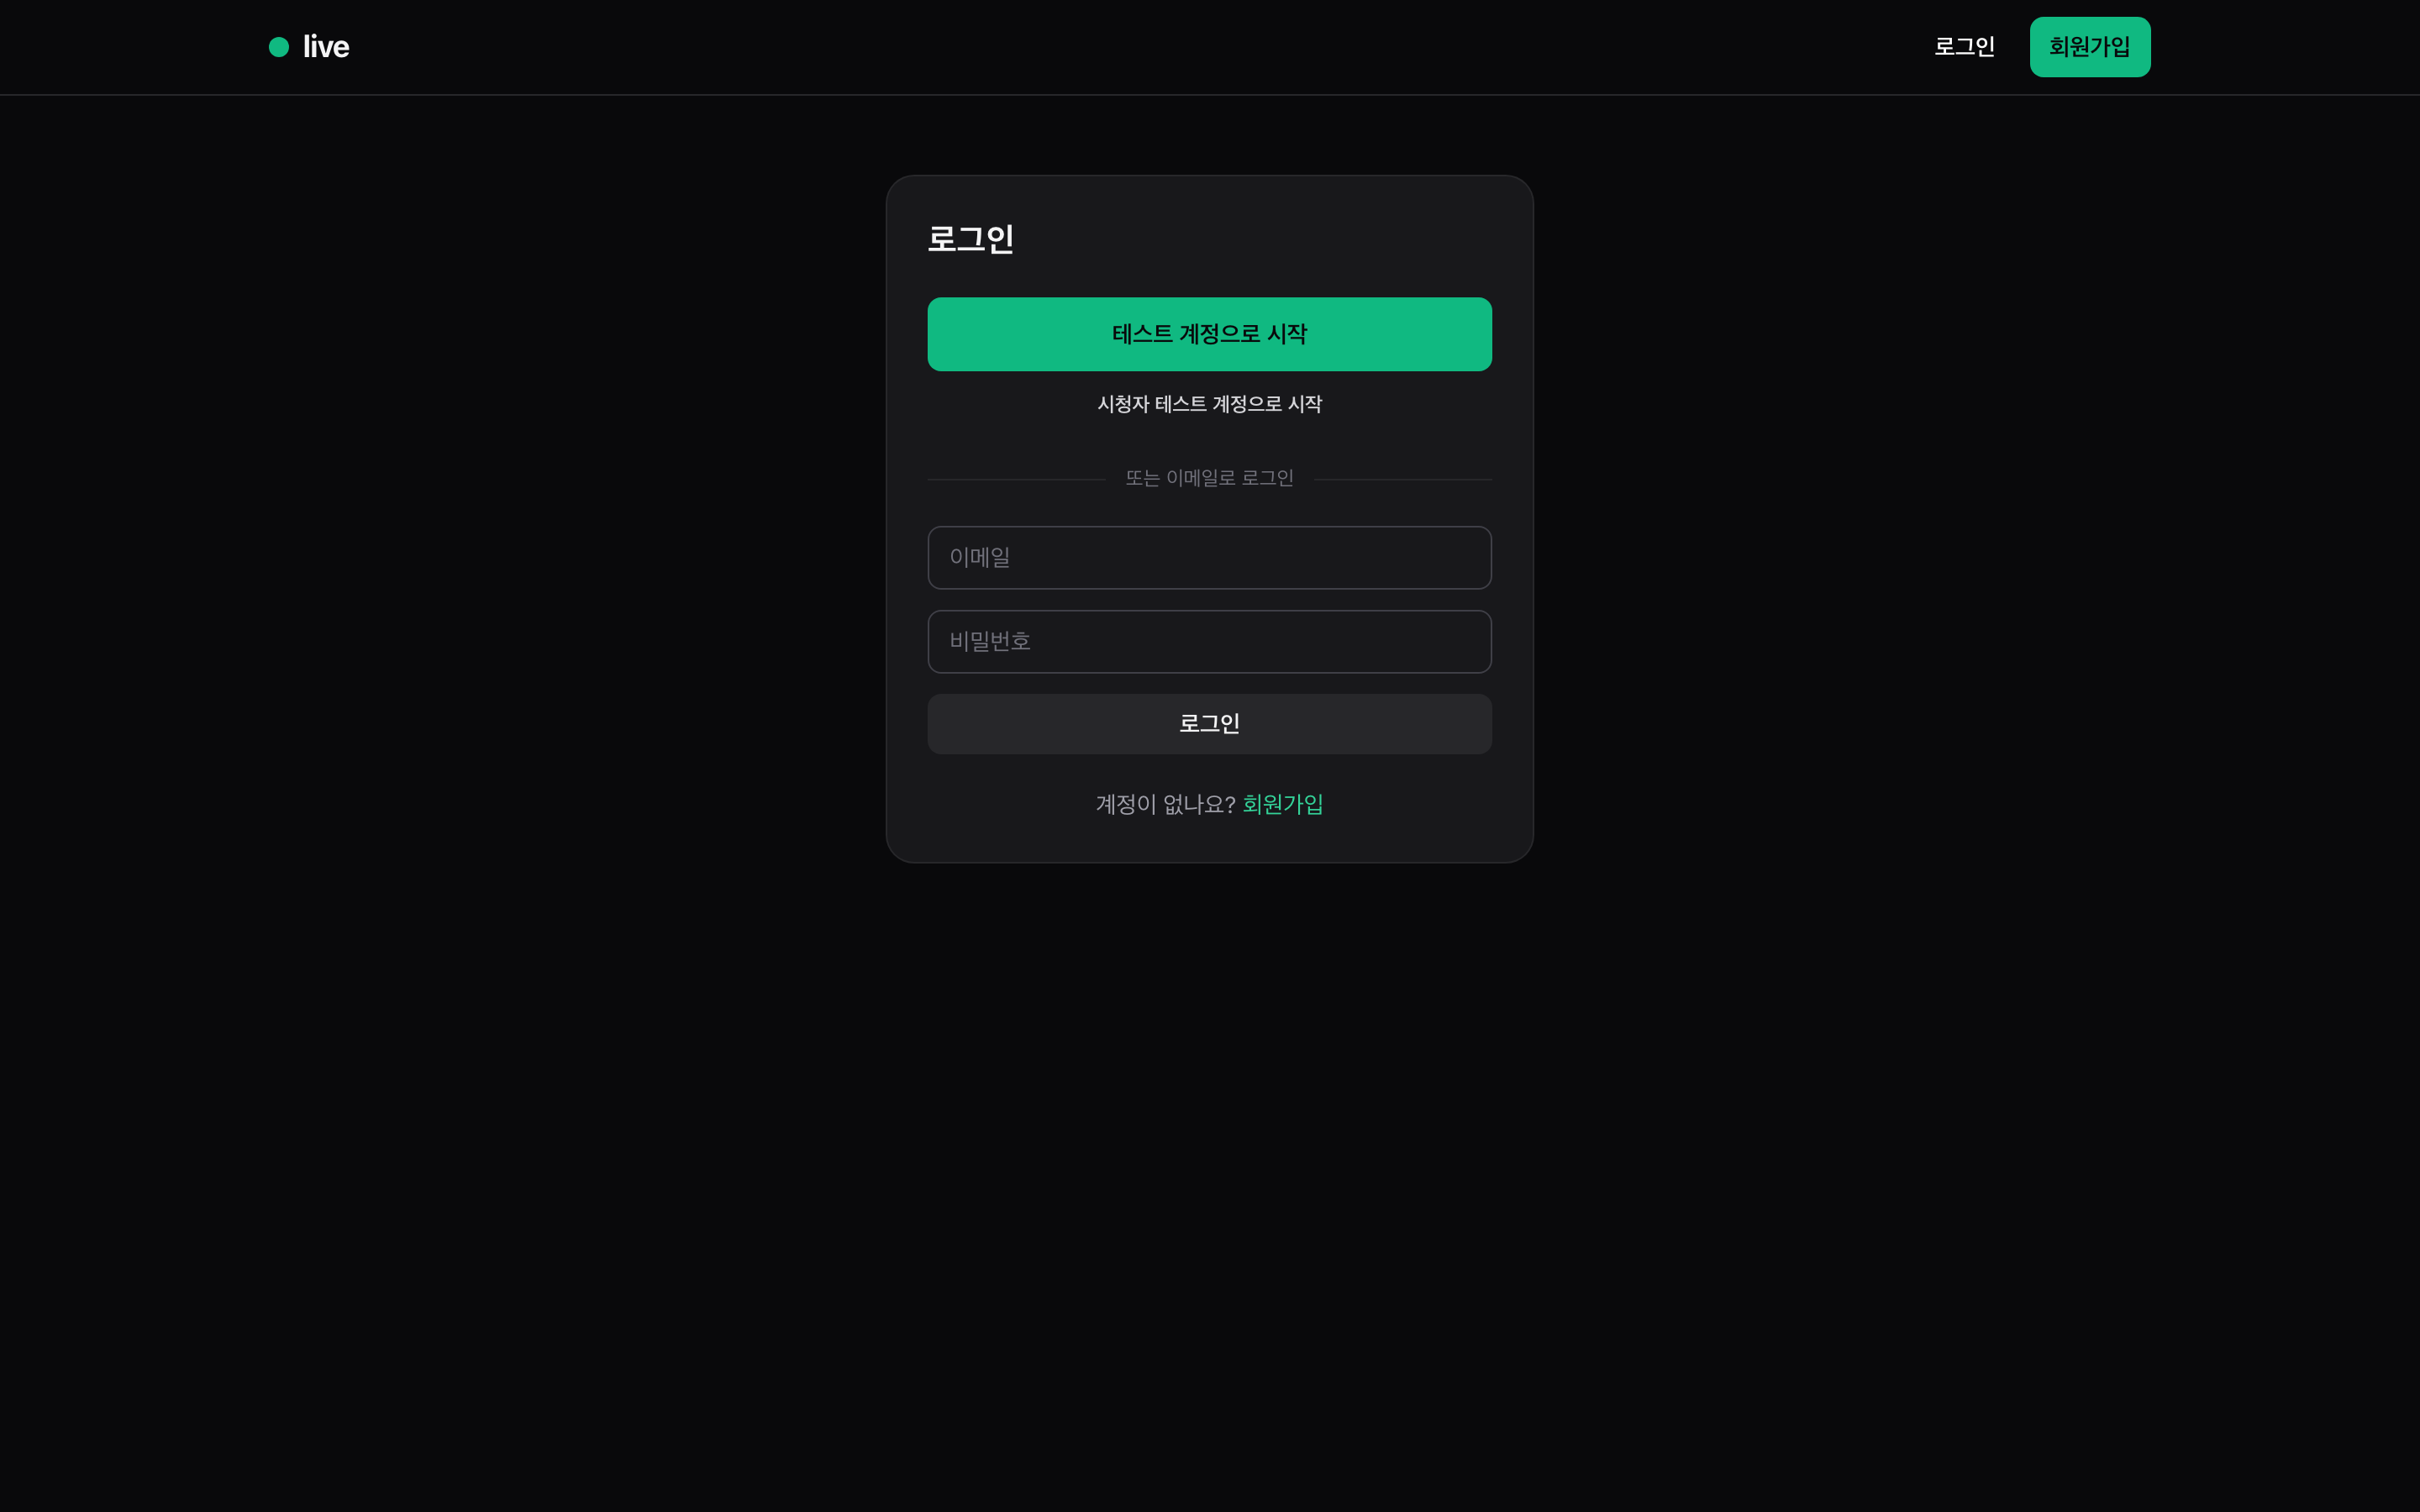 live
로그인
회원가입
로그인
테스트 계정으로 시작
시청자 테스트 계정으로 시작
또는 이메일로 로그인
이메일
비밀번호
로그인
계정이 없나요? 회원가입